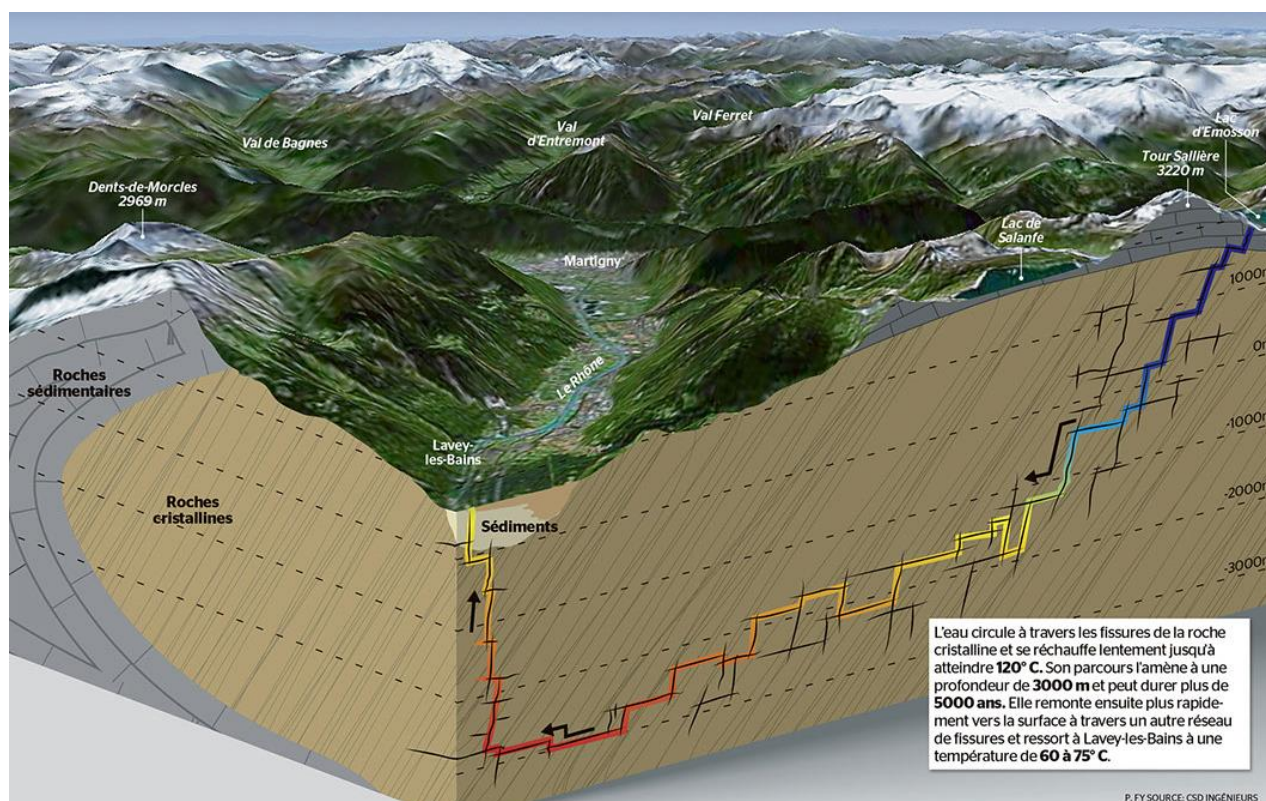 Lac
d'Emosson
Val Ferret
Val
d'Entremont
Val de Bagnes
Tour Sallière
3220 m
Dents-de-Morcles
2969 m
Lac de
Salanfe
Martigny
1000m
0m
-1000m
-2000m
-3000m
Le Rhône
Roches
sédimentaires
Lavey-
les-Bains
Roches
cristallines
Sédiments
L'eau circule à travers les fissures de la roche
cristalline et se réchauffe lentement jusqu'à
atteindre 120° C. Son parcours l'amène à une
profondeur de 3000 m et peut durer plus de
5000 ans. Elle remonte ensuite plus rapide-
ment vers la surface à travers un autre réseau
de fissures et ressort à Lavey-les-Bains à une
température de 60 à 75° C.
P. FY SOURCE: CSD INGÉNIEURS